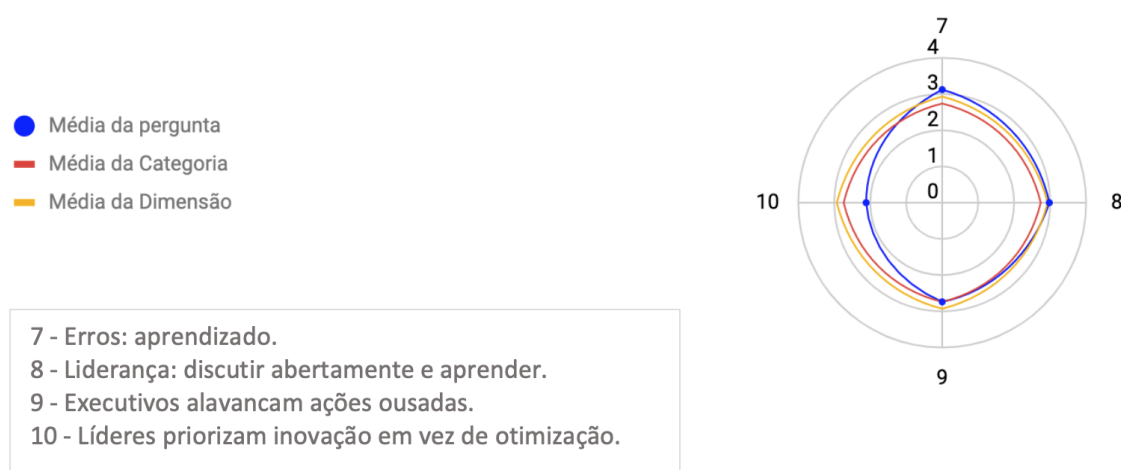 Média da pergunta
Média da Categoria
Média da Dimensão
7
4
3
2
1
0
10
8
9
7 - Erros: aprendizado.
8 - Liderança: discutir abertamente e aprender.
9 - Executivos alavancam ações ousadas.
10 - Líderes priorizam inovação em vez de otimização.